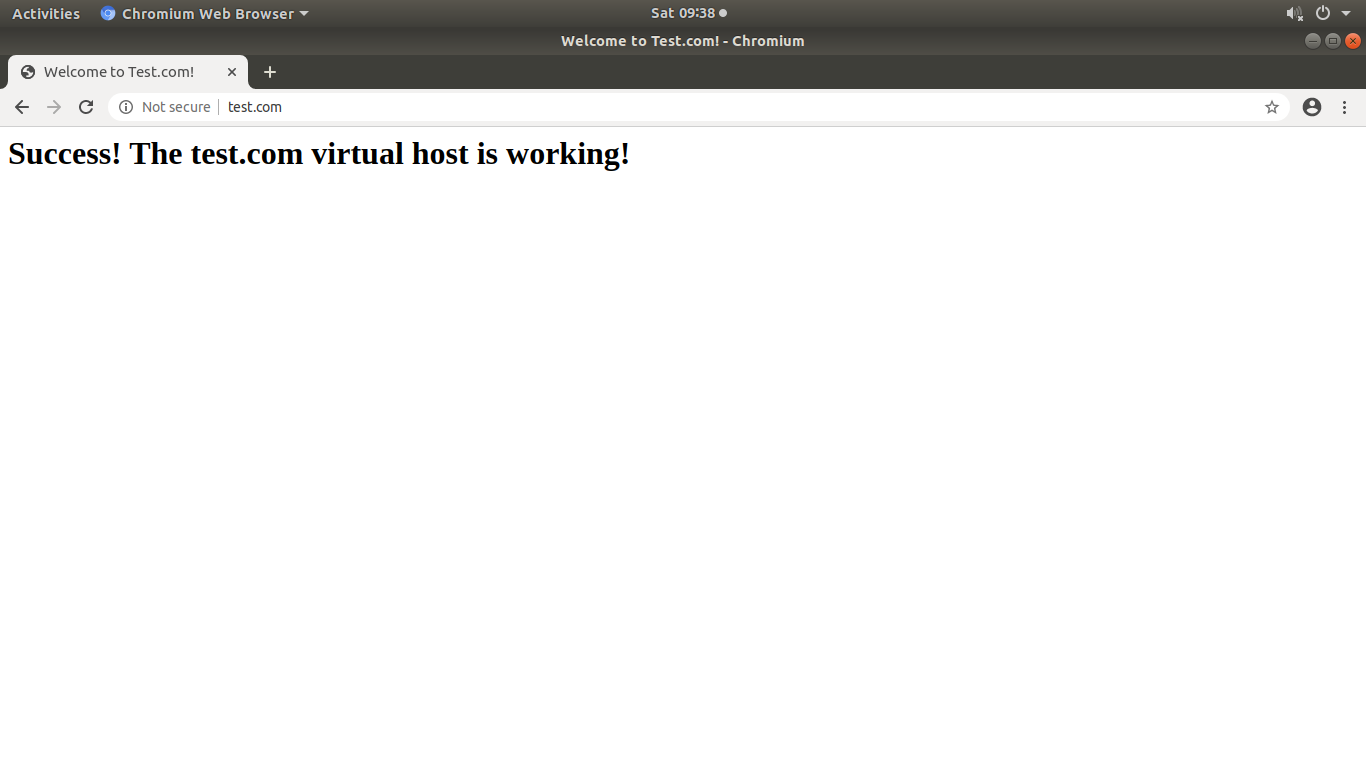 Activities Chromium Web Browser Sat 09:38
Welcome to Test.com! - Chromium
Welcome to Test.com!
Not secure test.com
Success! The test.com virtual host is working!